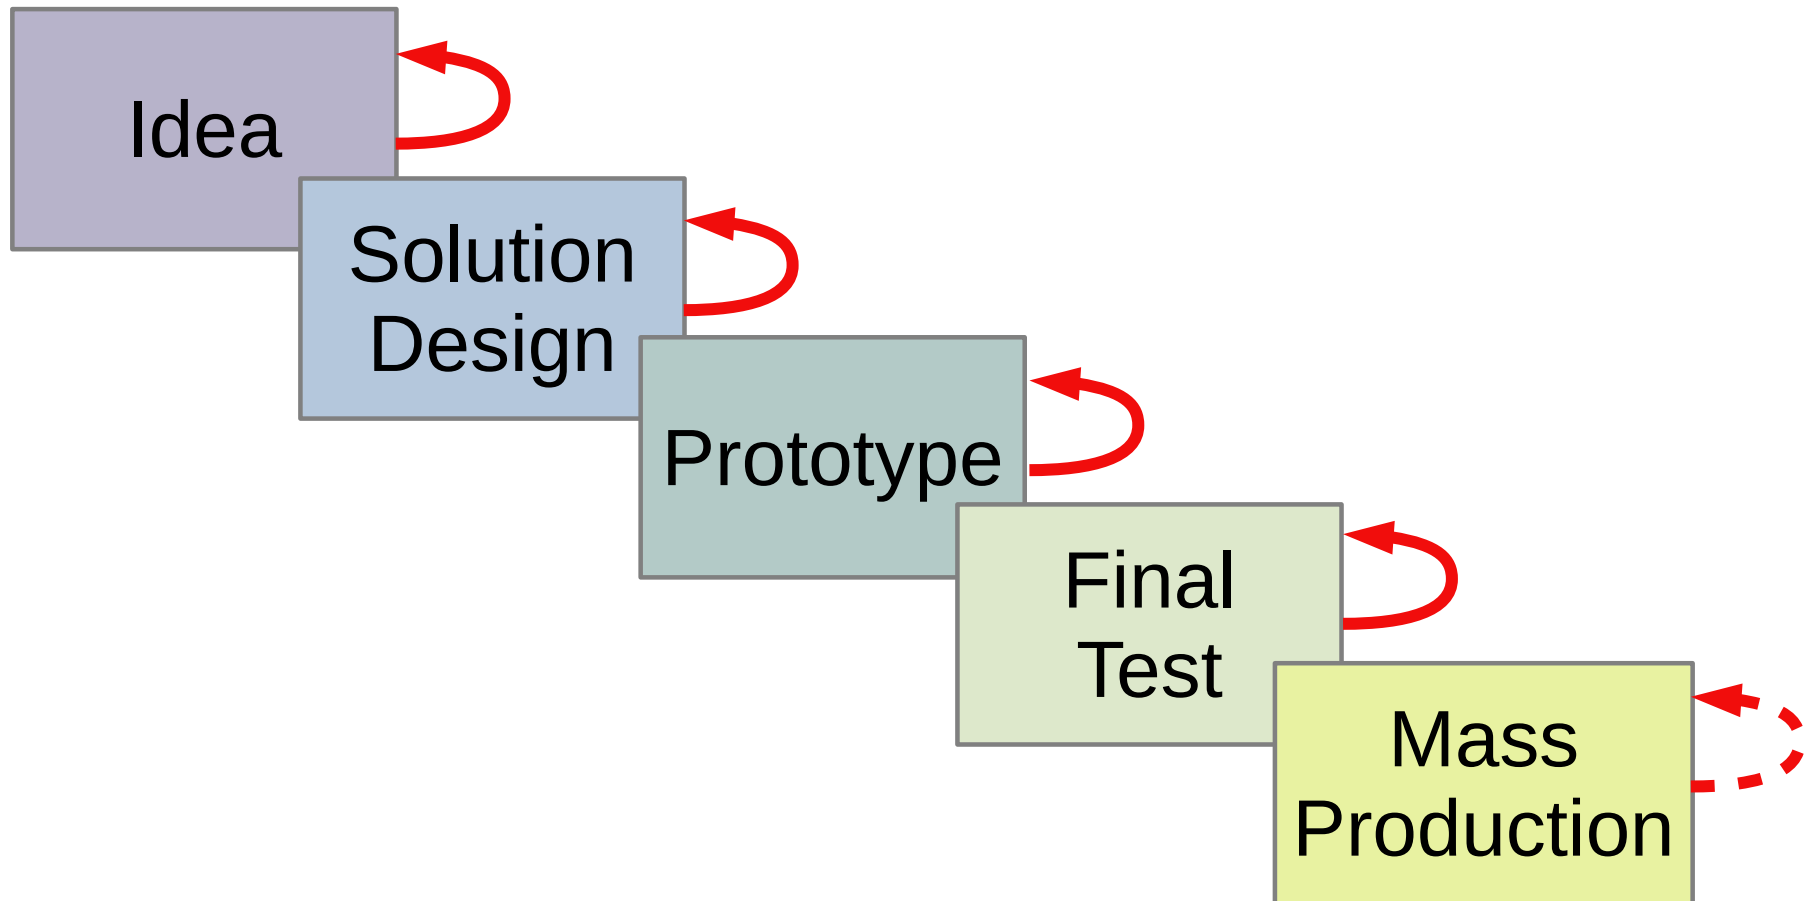 Idea
Solution
Design
Prototype
Final
Test
Mass
Production